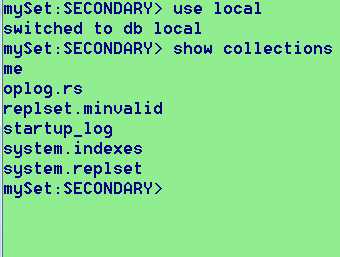 mySet:SECONDARY> use local
switched to db local
mySet:SECONDARY> show collections
me
oplog.rs
replset.minvalid
startup_log
system.indexes
system.replset
mySet:SECONDARY>